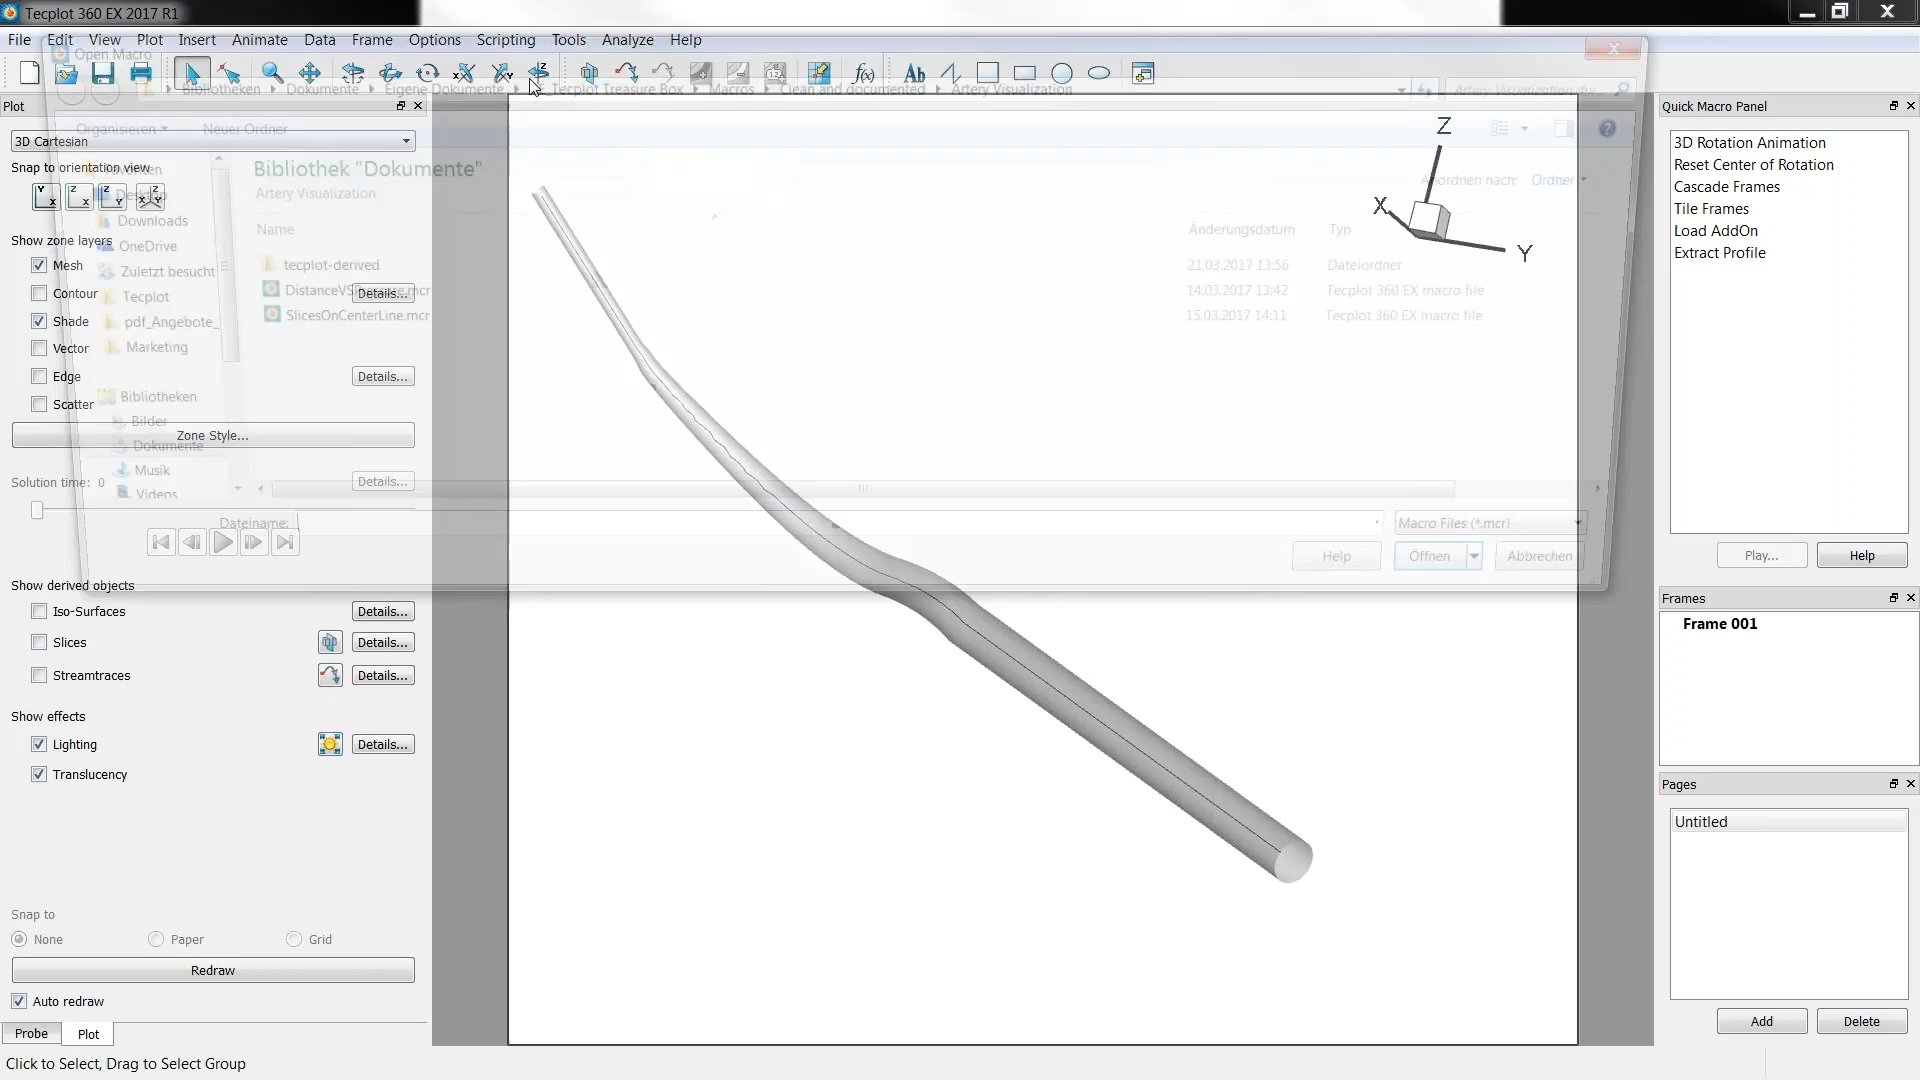 Tecplot 360 EX 2017 R1
File Edit View Plot Insert Animate Data Frame Options Scripting Tools Analyze Help
Open Macro
Bibliotheken Dokumente Eigene Dokumente Tecplot Treasure Box Macros Clean and documented Artery Visualization
Plot
Organisieren Neuer Ordner
3D Cartesian
Snap to orientation view
Bibliothek "Dokumente"
Artery Visualization
Anordnen nach: Ordner
Downloads
Name Änderungsdatum Typ
Show zone layers
OneDrive
Mesh
Zuletzt besucht
tecplot-derived 21.03.2017 13:56 Dateiordner
Contour
Tecplot
Details...
DistanceVSPressure.mcr 14.03.2017 13:42 Tecplot 360 EX macro file
Shade
pdf_Angebote_
SlicesOnCenterLine.mcr 15.03.2017 14:11 Tecplot 360 EX macro file
Vector
Marketing
Edge
Details...
Scatter
Bibliotheken
Bilder
Zone Style...
Dokumente
Musik
Solution time: 0
Details...
Videos
Dateiname:
Macro Files (*.mcr)
Help Öffnen Abbrechen
Show derived objects
Iso-Surfaces
Details...
Slices
Details...
Streamtraces
Details...
Show effects
Lighting
Details...
Translucency
Snap to
None Paper Grid
Redraw
Auto redraw
Probe Plot
Click to Select, Drag to Select Group
Z
X
Y
Quick Macro Panel
3D Rotation Animation
Reset Center of Rotation
Cascade Frames
Tile Frames
Load AddOn
Extract Profile
Play... Help
Frames
Frame 001
Pages
Untitled
Add Delete